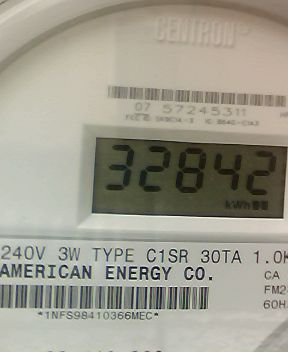 CENTRON®
07 57245311
32842
kWh
240V 3W TYPE C1SR 30TA 1.0K
AMERICAN ENERGY CO.
CA
FM2
60H
*1NFS98410366MEC*